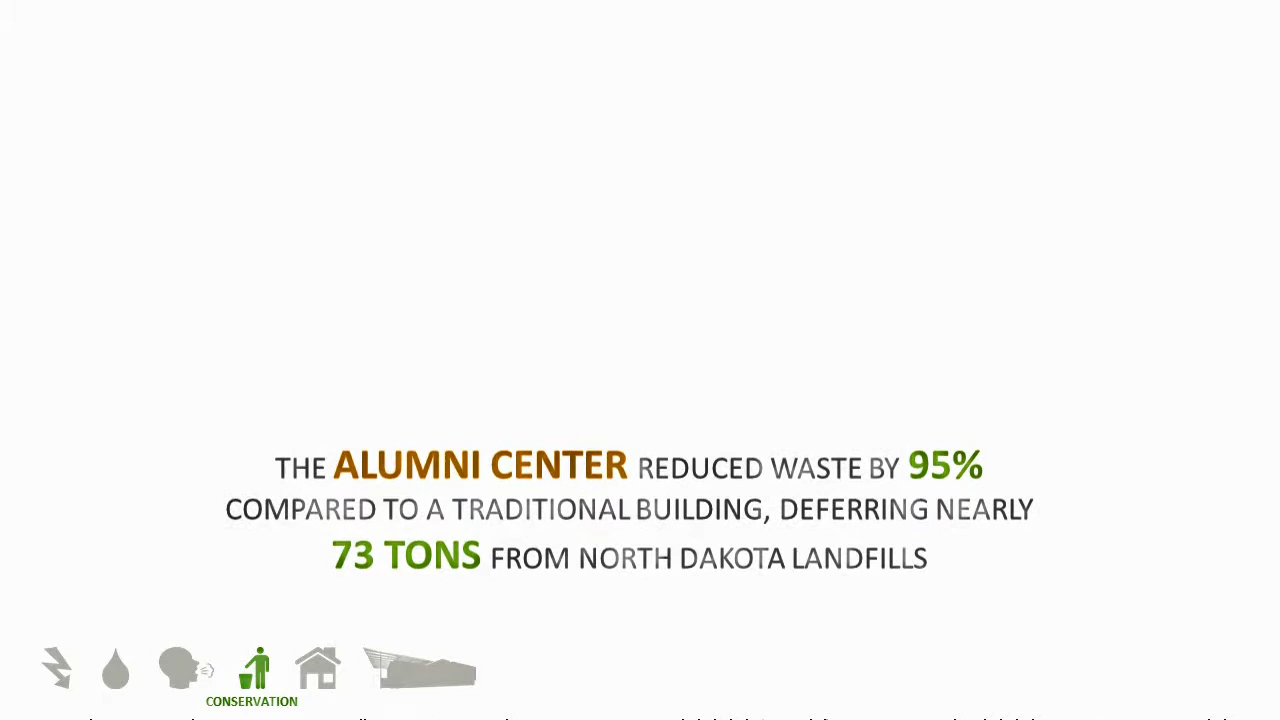 THE ALUMNI CENTER REDUCED WASTE BY 95%
COMPARED TO A TRADITIONAL BUILDING, DEFERRING NEARLY
73 TONS FROM NORTH DAKOTA LANDFILLS
CONSERVATION